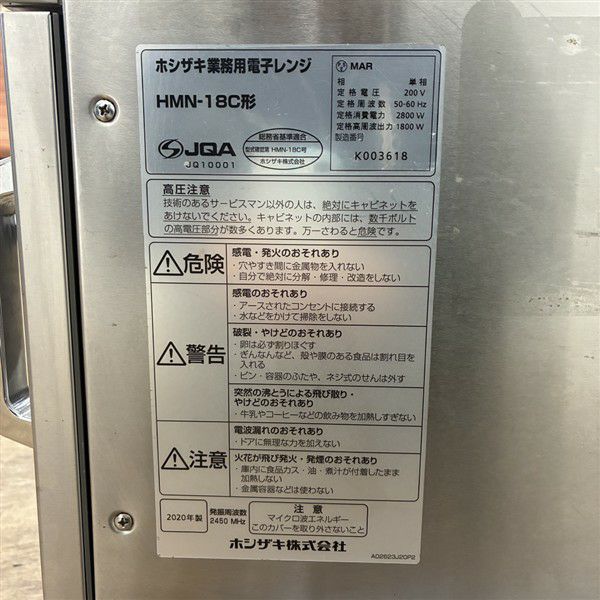 ホシザキ業務用電子レンジ
HMN-18C形
JQA
JQ10001
総務省基準適合
型式確認第 HMN-18C号
ホシザキ株式会社
MAR
相 単相
定格電圧 200V
定格周波数 50-60Hz
定格消費電力 2800W
定格高周波出力 1800W
製造番号
K003618
高圧注意
技術のあるサービスマン以外の人は、絶対にキャビネットを
あけないでください。キャビネットの内部には、数千ボルト
の高電圧部分が数多くあります。万一さわると危険です。
危険
感電・発火のおそれあり
・穴やすき間に金属物を入れない
・自分で絶対に分解・修理・改造をしない
警告
感電のおそれあり
・アースされたコンセントに接続する
・水などをかけて掃除をしない
破裂・やけどのおそれあり
・卵は必ず割りほぐす
・ぎんなんなど、殻や膜のある食品は割れ目を
入れる
・ビン・容器のふたや、ネジ式のせんは外す
突然の沸とうによる飛び散り・
やけどのおそれあり
・牛乳やコーヒーなどの飲み物を加熱しすぎない
注意
電波漏れのおそれあり
・ドアに無理な力を加えない
火花が飛び発火・発煙のおそれあり
・庫内に食品カス・油・煮汁が付着したまま
加熱しない
・金属容器などは使わない
2020年製
発振周波数
2450 MHz
注意
マイクロ波エネルギー
このカバーを取り外さないこと
ホシザキ株式会社
AD2623J20P2